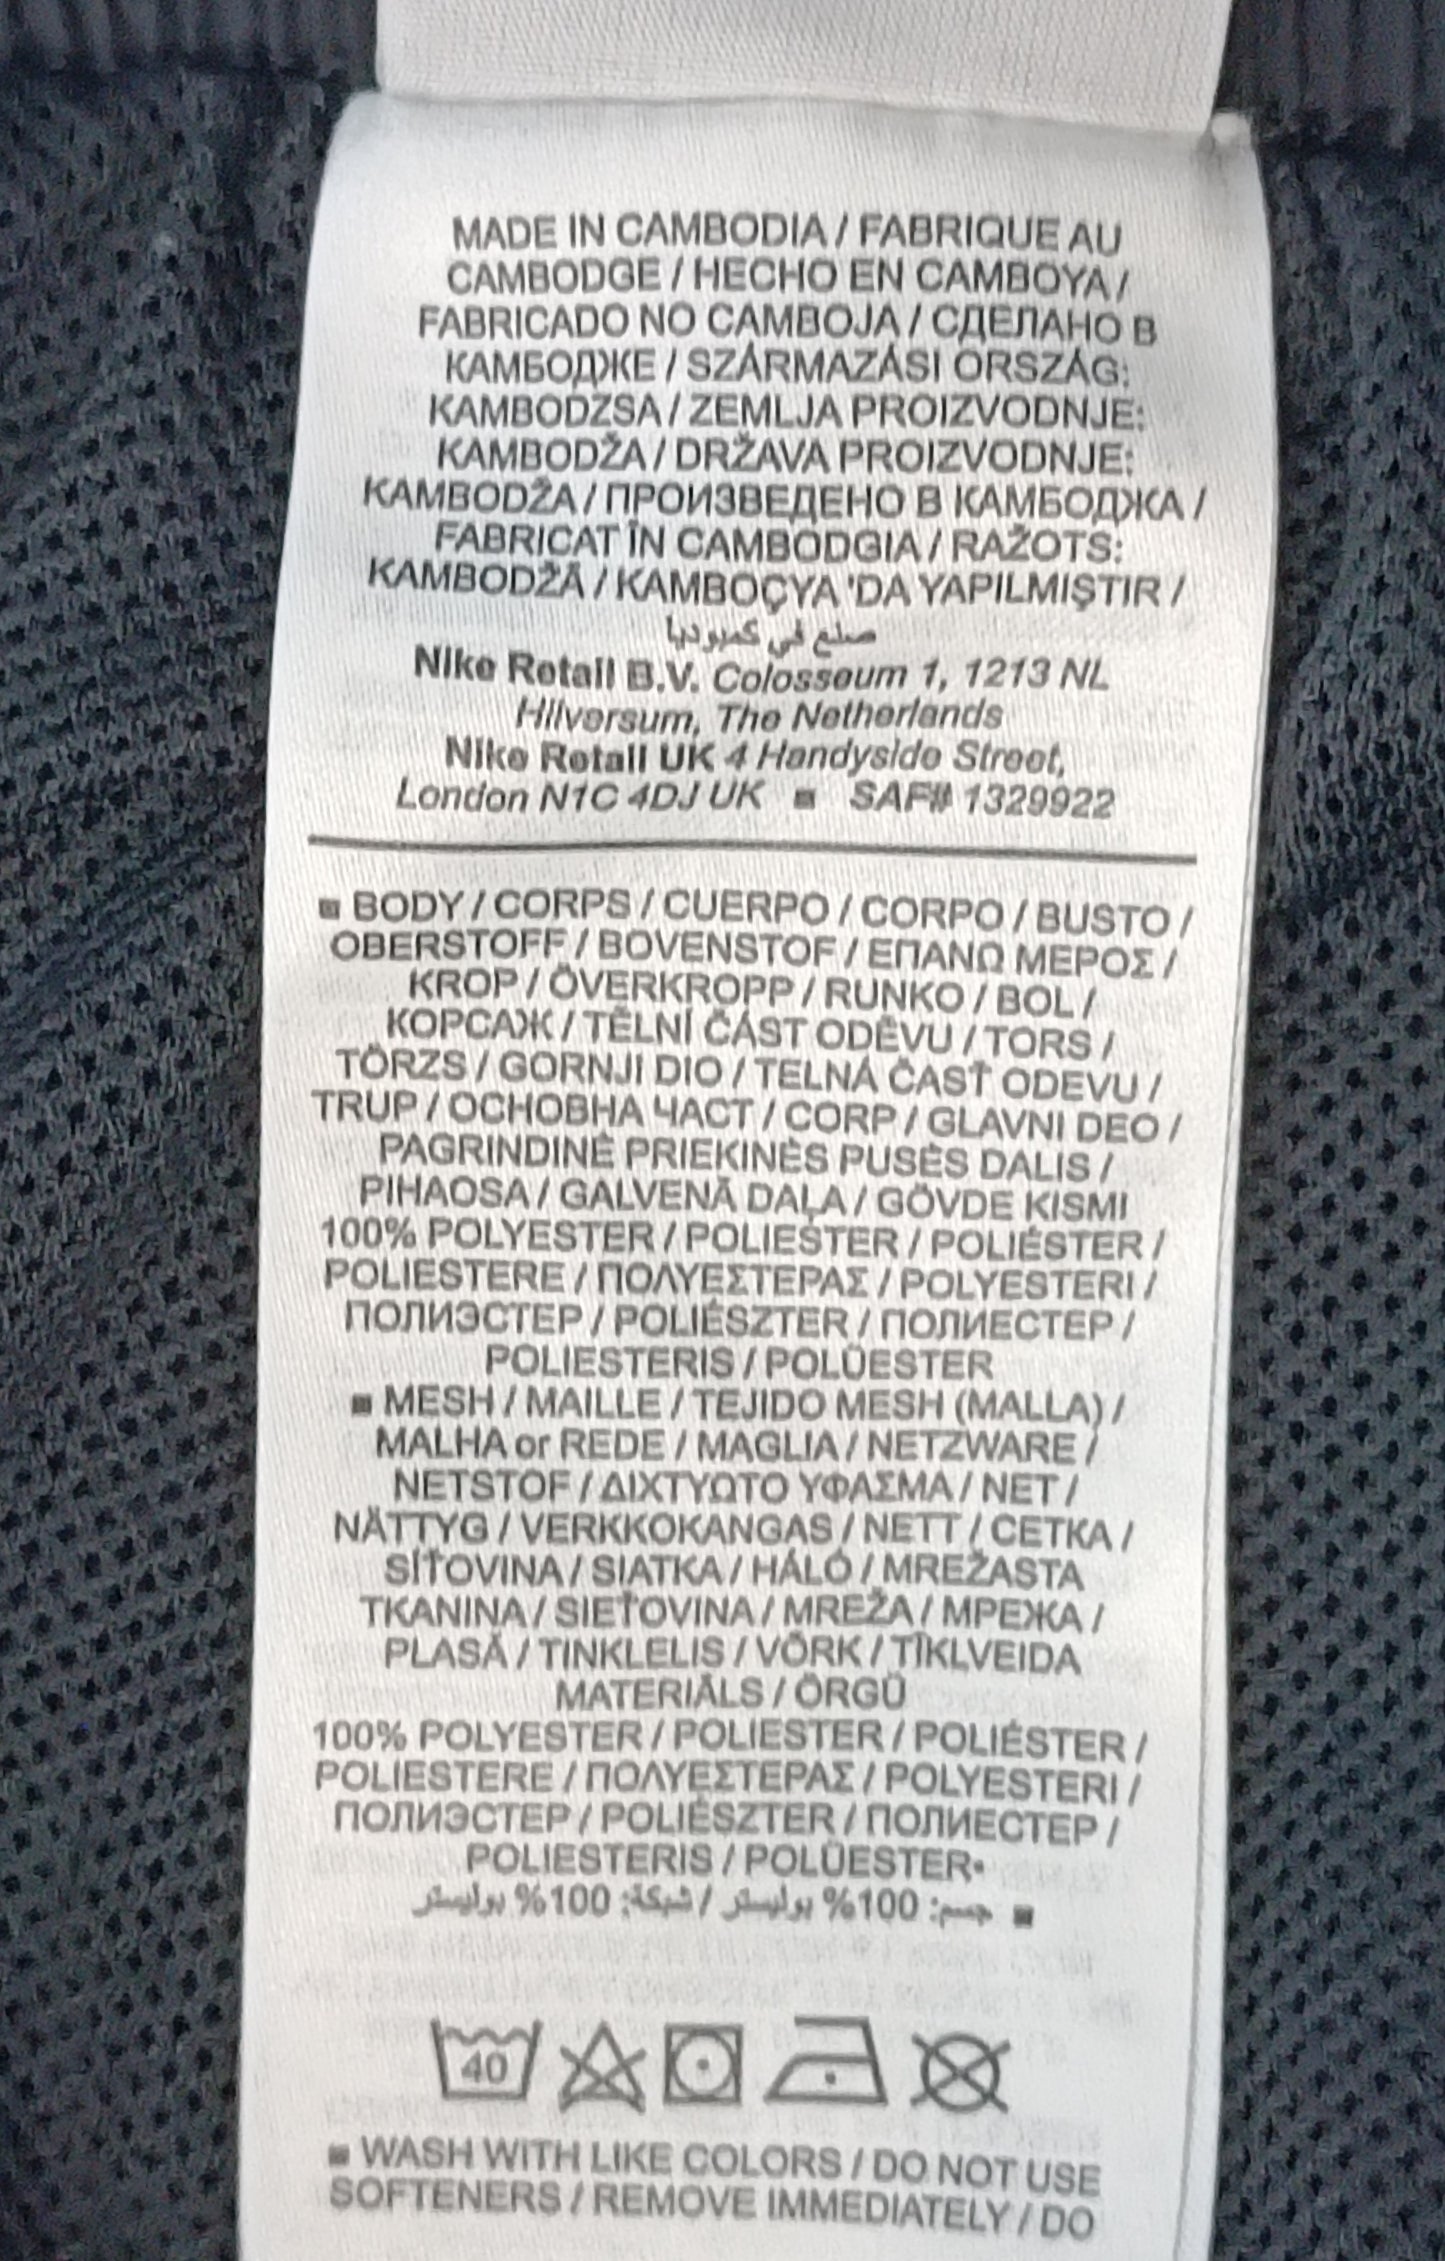 MADE IN CAMBODIA / FABRIQUE AU
CAMBODGE / HECHO EN CAMBOYA /
FABRICADO NO CAMBOJA / СДЕЛАНО В
КАМБОДЖЕ / SZÁRMAZÁSI ORSZÁG:
KAMBODZSA / ZEMLJA PROIZVODNJE:
KAMBODŽA / DRŽAVA PROIZVODNJE:
KAMBODŽA / ПРОИЗВЕДЕНО В КАМБОДЖА /
FABRICAT ÎN CAMBODGIA / RAŽOTS:
KAMBODŽĀ / KAMBOÇYA 'DA YAPILMIŞTIR /
صنع في كمبوديا
Nike Retail B.V. Colosseum 1, 1213 NL
Hilversum, The Netherlands
Nike Retail UK 4 Handyside Street,
London N1C 4DJ UK ■ SAF# 1329922
■ BODY / CORPS / CUERPO / CORPO / BUSTO /
OBERSTOFF / BOVENSTOF / ΕΠΑΝΩ ΜΕΡΟΣ /
KROP / ÖVERKROPP / RUNKO / BOL /
КОРСАЖ / TĚLNÍ ČÁST ODĚVU / TORS /
TÖRZS / GORNJI DIO / TELNÁ ČASŤ ODEVU /
TRUP / ОСНОВНА ЧАСТ / CORP / GLAVNI DEO /
PAGRINDINĖ PRIEKINĖS PUSĖS DALIS /
PIHAOSA / GALVENĀ DAĻA / GÖVDE KISMI
100% POLYESTER / POLIESTER / POLIÉSTER /
POLIESTERE / ΠΟΛΥΕΣΤΕΡΑΣ / POLYESTERI /
ПОЛИЭСТЕР / POLIÉSZTER / ПОЛИЕСТЕР /
POLIESTERIS / POLÜESTER
■ MESH / MAILLE / TEJIDO MESH (MALLA) /
MALHA or REDE / MAGLIA / NETZWARE /
NETSTOF / ΔΙΧΤΥΩΤΟ ΥΦΑΣΜΑ / NET /
NÄTTYG / VERKKOKANGAS / NETT / СЕТКА /
SÍŤOVINA / SIATKA / HÁLÓ / MREŽASTA
TKANINA / SIEŤOVINA / MREŽA / МРЕЖА /
PLASĂ / TINKLELIS / VÕRK / TĪKLVEIDA
MATERIĀLS / ÖRGÜ
100% POLYESTER / POLIESTER / POLIÉSTER /
POLIESTERE / ΠΟΛΥΕΣΤΕΡΑΣ / POLYESTERI /
ПОЛИЭСТЕР / POLIÉSZTER / ПОЛИЕСТЕР /
POLIESTERIS / POLÜESTER▪
■ جسم: 100% بوليستر / شبكة: 100% بوليستر
40
■ WASH WITH LIKE COLORS / DO NOT USE
SOFTENERS / REMOVE IMMEDIATELY / DO